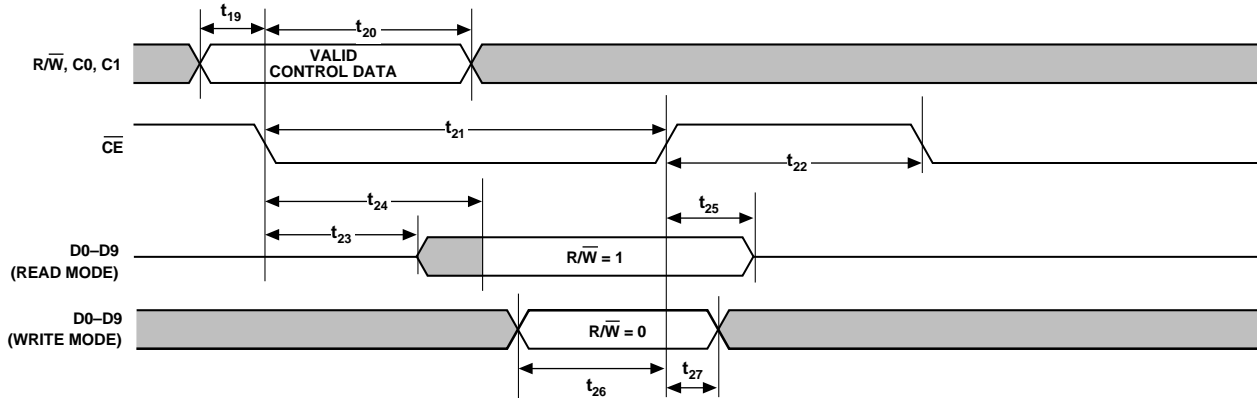 t19
t20
R/W̅, C0, C1
VALID
CONTROL DATA
t21
C̅E̅
t22
t24
t25
t23
D0–D9
(READ MODE)
R/W̅ = 1
D0–D9
(WRITE MODE)
R/W̅ = 0
t26
t27